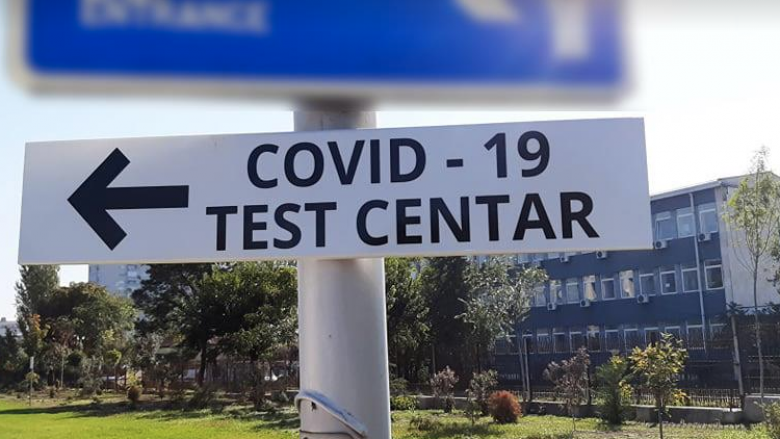 ENTRANCE
COVID - 19
TEST CENTAR